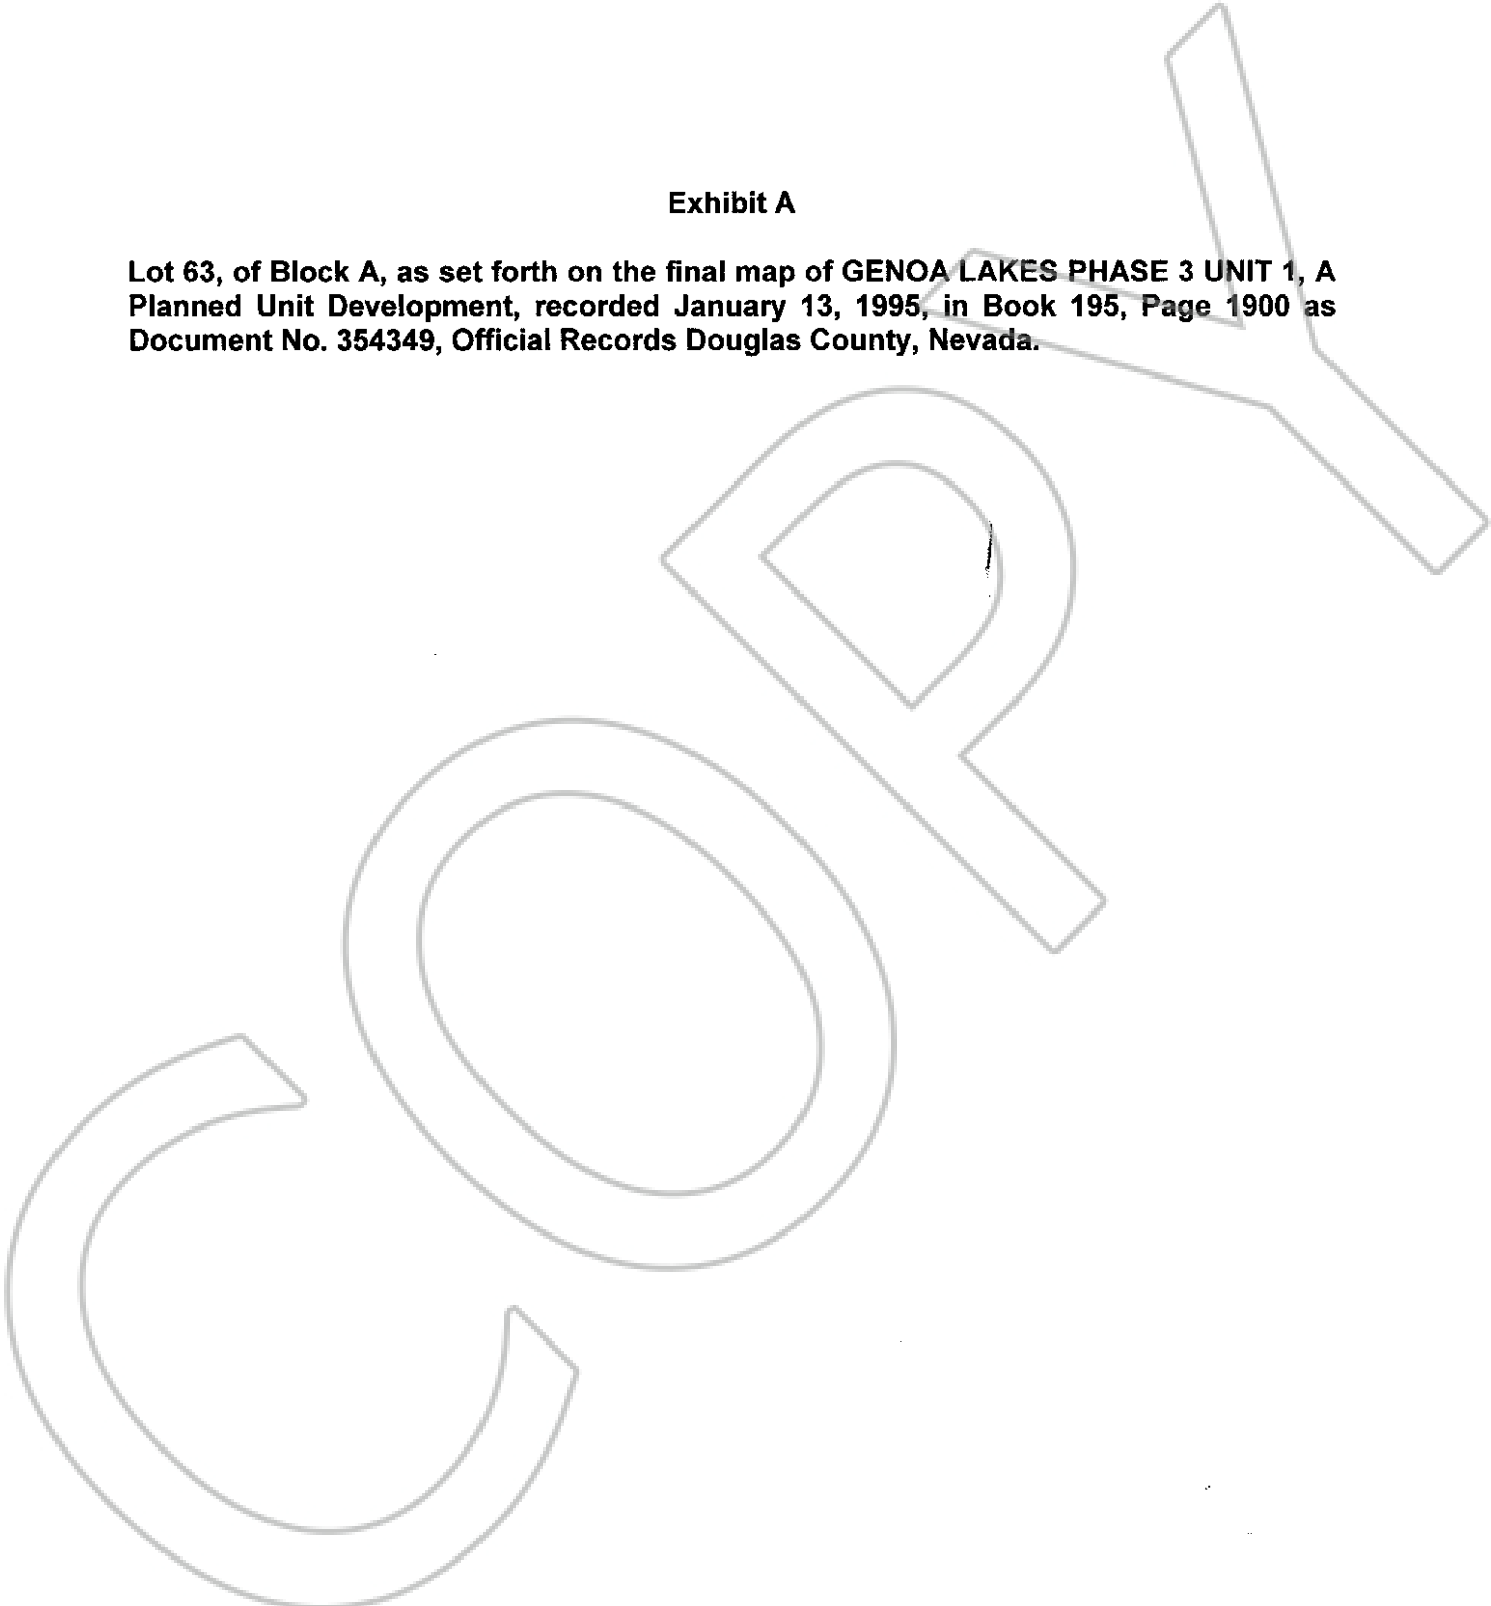 Exhibit A
Lot 63, of Block A, as set forth on the final map of GENOA LAKES PHASE 3 UNIT 1, A
Planned Unit Development, recorded January 13, 1995, in Book 195, Page 1900 as
Document No. 354349, Official Records Douglas County, Nevada.
COPY